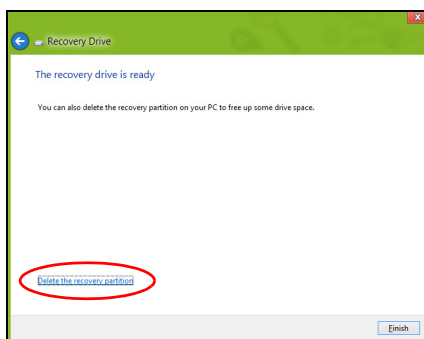 Recovery Drive
The recovery drive is ready
You can also delete the recovery partition on your PC to free up some drive space.
Delete the recovery partition
Finish